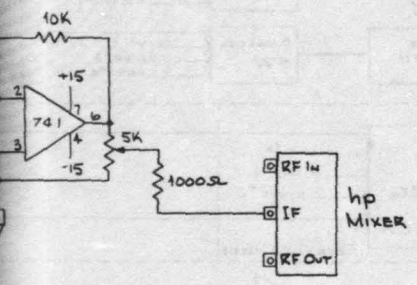 10K
+15
2
7
741
6
5K
3
4
-15
1000Ω
RF IN
IF
hp
MIXER
RF OUT